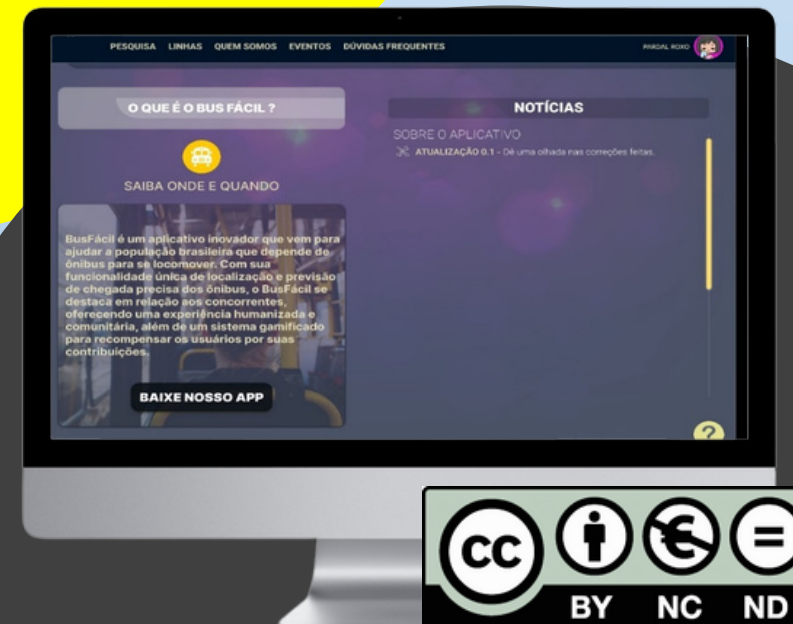 PESQUISA LINHAS QUEM SOMOS EVENTOS DÚVIDAS FREQUENTES
PARDAL ROXO
O QUE É O BUS FÁCIL ?
SAIBA ONDE E QUANDO
BusFácil é um aplicativo inovador que vem para
ajudar a população brasileira que depende de
ônibus para se locomover. Com sua
funcionalidade única de localização e previsão
de chegada precisa dos ônibus, o BusFácil se
destaca em relação aos concorrentes,
oferecendo uma experiência humanizada e
comunitária, além de um sistema gamificado
para recompensar os usuários por suas
contribuições.
BAIXE NOSSO APP
NOTÍCIAS
SOBRE O APLICATIVO
ATUALIZAÇÃO 0.1 - Dê uma olhada nas correções feitas.
?
cc
BY NC ND